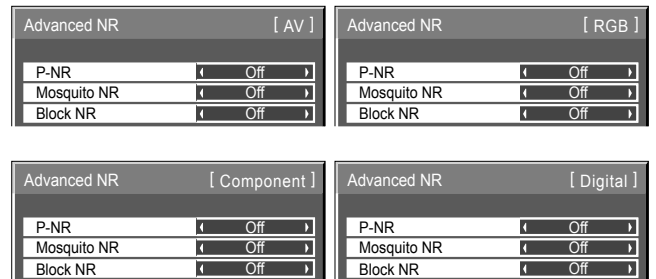 Advanced NR [ AV ]
P-NR Off
Mosquito NR Off
Block NR Off
Advanced NR [ RGB ]
P-NR Off
Mosquito NR Off
Block NR Off
Advanced NR [ Component ]
P-NR Off
Mosquito NR Off
Block NR Off
Advanced NR [ Digital ]
P-NR Off
Mosquito NR Off
Block NR Off